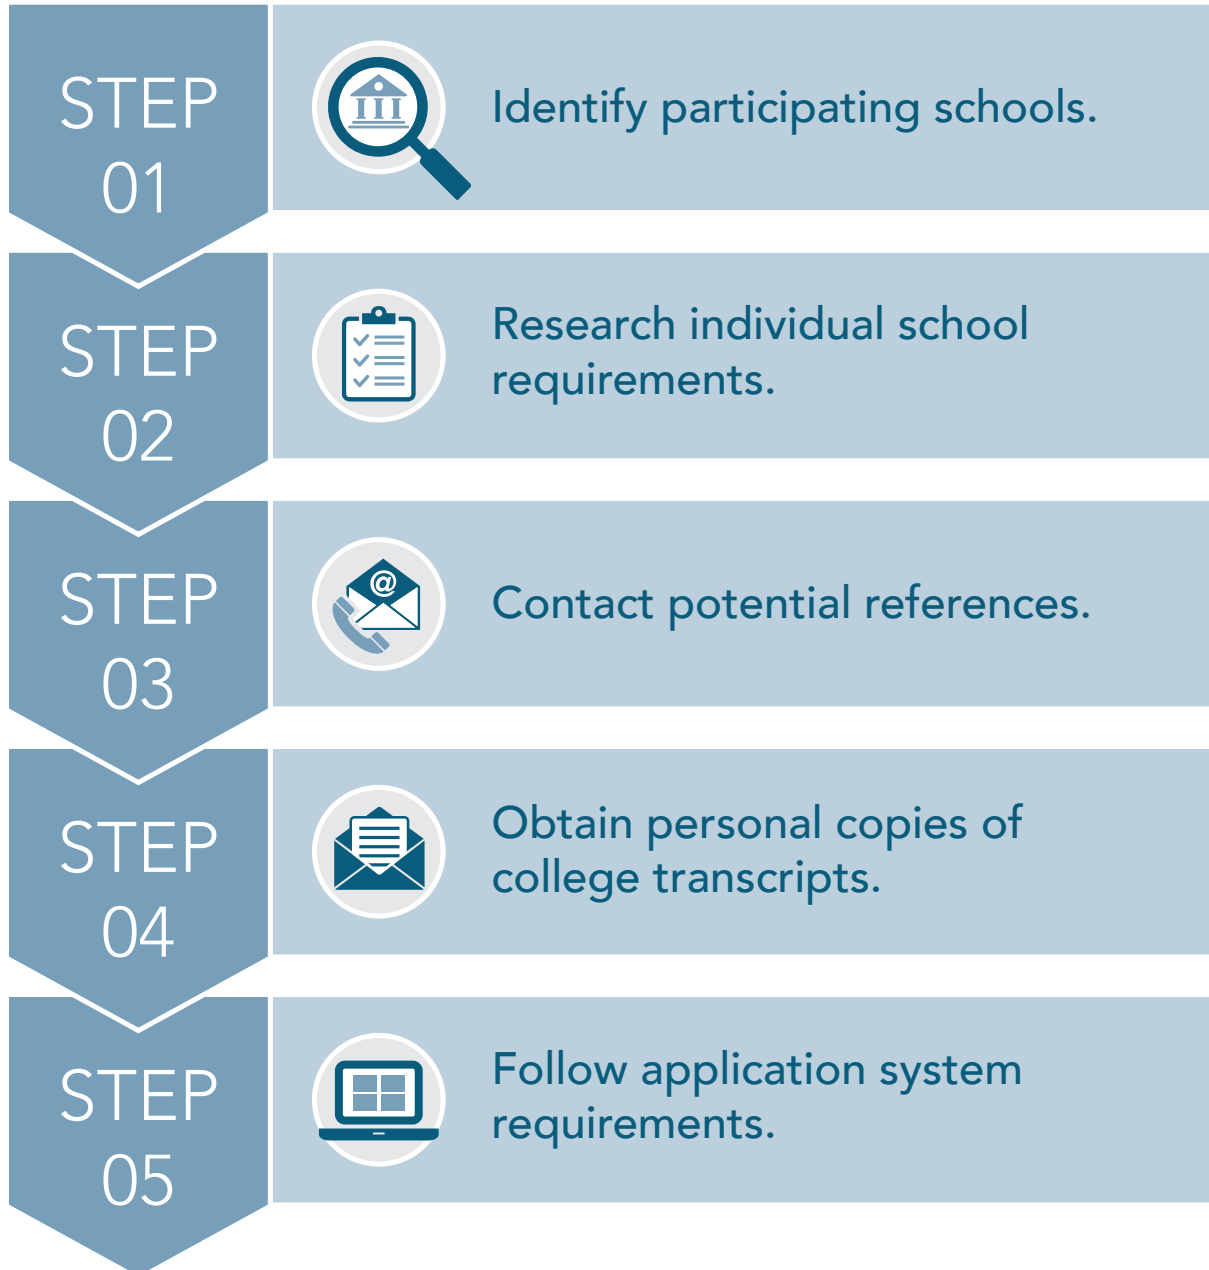 STEP
01
Identify participating schools.
STEP
02
Research individual school
requirements.
STEP
03
@
Contact potential references.
STEP
04
Obtain personal copies of
college transcripts.
STEP
05
Follow application system
requirements.